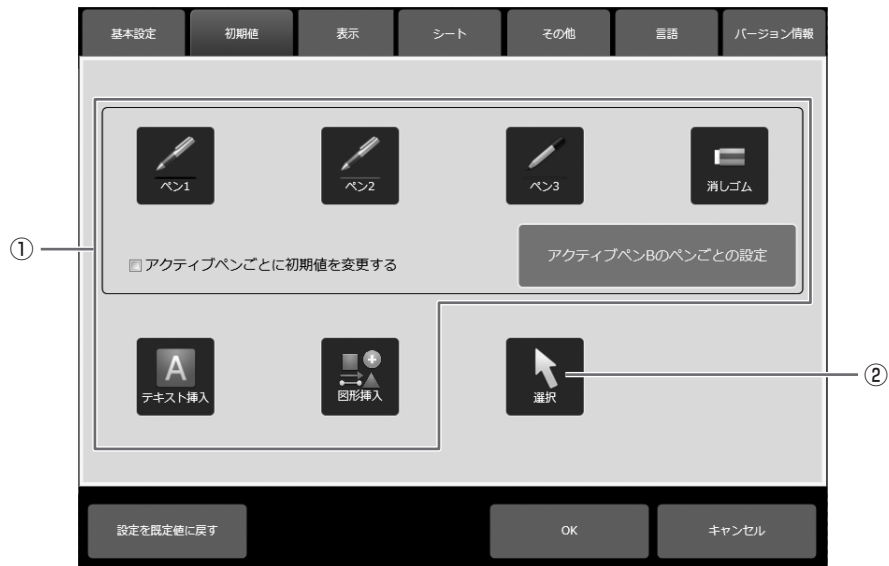 基本設定
初期値
表示
シート
その他
言語
バージョン情報
ペン1
ペン2
ペン3
消しゴム
①
アクティブペンごとに初期値を変更する
アクティブペンBのペンごとの設定
A
テキスト挿入
図形挿入
選択
②
設定を既定値に戻す
OK
キャンセル